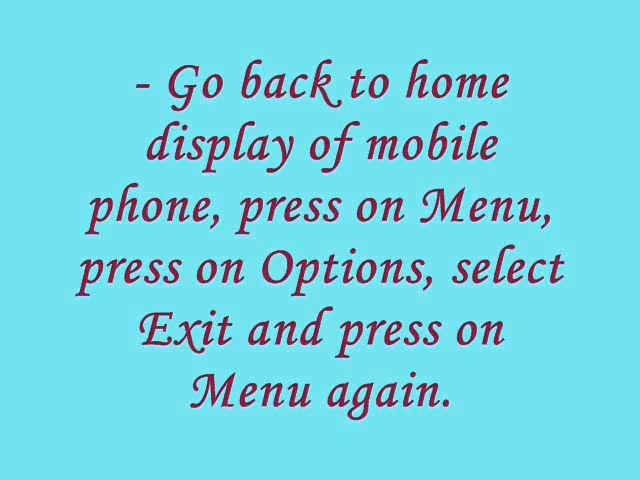 - Go back to home
display of mobile
phone, press on Menu,
press on Options, select
Exit and press on
Menu again.